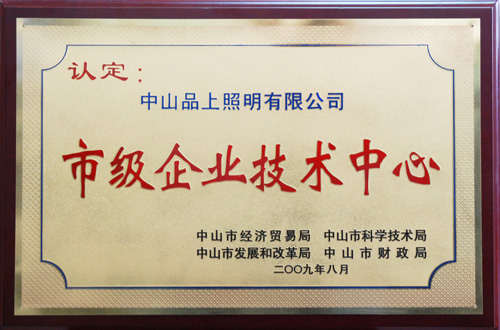 认定：
中山品上照明有限公司
市级企业技术中心
中山市经济贸易局 中山市科学技术局
中山市发展和改革局 中山市财政局
二〇〇九年八月